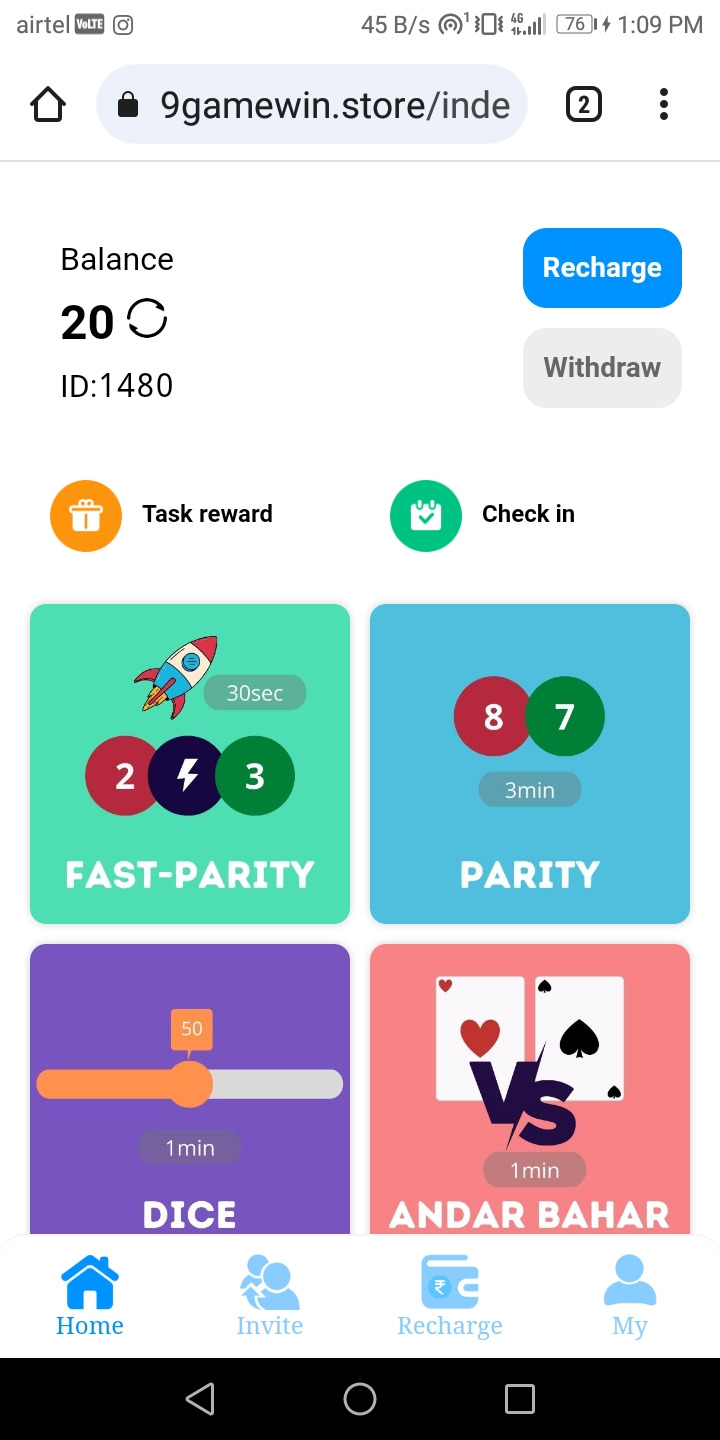 airtel VoLTE 45 B/s 1 4G 76 1:09 PM
9gamewin.store/inde 2
Balance
20
ID:1480
Recharge
Withdraw
Task reward
Check in
30sec
2 3
FAST-PARITY
8 7
3min
PARITY
50
1min
DICE
VS
1min
ANDAR BAHAR
₹
Home Invite Recharge My